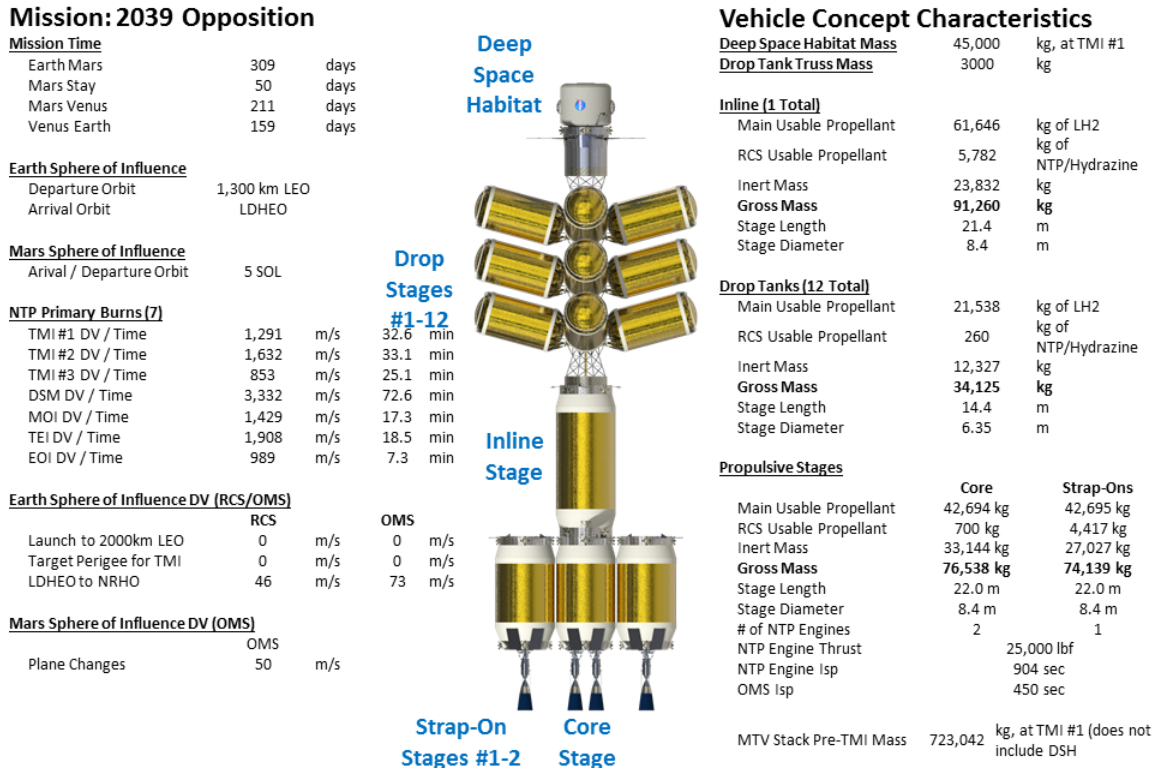 Mission: 2039 Opposition
Mission Time
Earth Mars 309 days
Mars Stay 50 days
Mars Venus 211 days
Venus Earth 159 days
Earth Sphere of Influence
Departure Orbit 1,300 km LEO
Arrival Orbit LDHEO
Mars Sphere of Influence
Arival / Departure Orbit 5 SOL
NTP Primary Burns (7)
TMI #1 DV / Time 1,291 m/s 32.6 min
TMI #2 DV / Time 1,632 m/s 33.1 min
TMI #3 DV / Time 853 m/s 25.1 min
DSM DV / Time 3,332 m/s 72.6 min
MOI DV / Time 1,429 m/s 17.3 min
TEI DV / Time 1,908 m/s 18.5 min
EOI DV / Time 989 m/s 7.3 min
Earth Sphere of Influence DV (RCS/OMS)
RCS OMS
Launch to 2000km LEO 0 m/s 0 m/s
Target Perigee for TMI 0 m/s 0 m/s
LDHEO to NRHO 46 m/s 73 m/s
Mars Sphere of Influence DV (OMS)
OMS
Plane Changes 50 m/s
Deep
Space
Habitat
Drop
Stages
#1-12
Inline
Stage
Strap-On
Stages #1-2
Core
Stage
Vehicle Concept Characteristics
Deep Space Habitat Mass 45,000 kg, at TMI #1
Drop Tank Truss Mass 3000 kg
Inline (1 Total)
Main Usable Propellant 61,646 kg of LH2
RCS Usable Propellant 5,782 kg of
NTP/Hydrazine
Inert Mass 23,832 kg
Gross Mass 91,260 kg
Stage Length 21.4 m
Stage Diameter 8.4 m
Drop Tanks (12 Total)
Main Usable Propellant 21,538 kg of LH2
RCS Usable Propellant 260 kg of
NTP/Hydrazine
Inert Mass 12,327 kg
Gross Mass 34,125 kg
Stage Length 14.4 m
Stage Diameter 6.35 m
Propulsive Stages
Core Strap-Ons
Main Usable Propellant 42,694 kg 42,695 kg
RCS Usable Propellant 700 kg 4,417 kg
Inert Mass 33,144 kg 27,027 kg
Gross Mass 76,538 kg 74,139 kg
Stage Length 22.0 m 22.0 m
Stage Diameter 8.4 m 8.4 m
# of NTP Engines 2 1
NTP Engine Thrust 25,000 lbf
NTP Engine Isp 904 sec
OMS Isp 450 sec
MTV Stack Pre-TMI Mass 723,042 kg, at TMI #1 (does not
include DSH